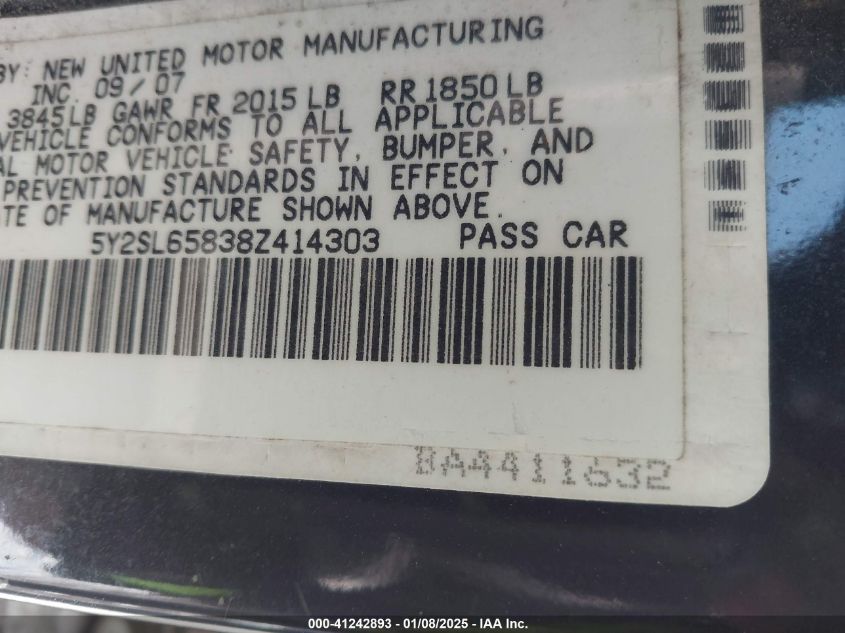 BY: NEW UNITED MOTOR MANUFACTURING
INC. 09/07
3845LB GAWR FR 2015 LB RR 1850 LB
VEHICLE CONFORMS TO ALL APPLICABLE
AL MOTOR VEHICLE SAFETY, BUMPER, AND
PREVENTION STANDARDS IN EFFECT ON
ATE OF MANUFACTURE SHOWN ABOVE.
5Y2SL65838Z414303 PASS CAR
BA4411632
000-41242893 - 01/08/2025 - IAA Inc.